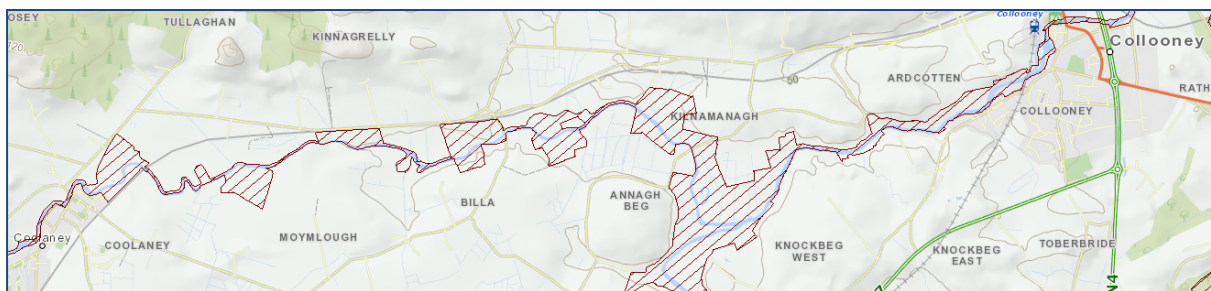 OSEY
TULLAGHAN
KINNAGRELLY
Collooney
Collooney
720
50
ARDCOTTEN
RATH
KILNAMANAGH
COLLOONEY
ANNAGH
BEG
BILLA
Coolaney
COOLANEY
MOYMLOUGH
KNOCKBEG
WEST
KNOCKBEG
EAST
TOBERBRIDE
N4